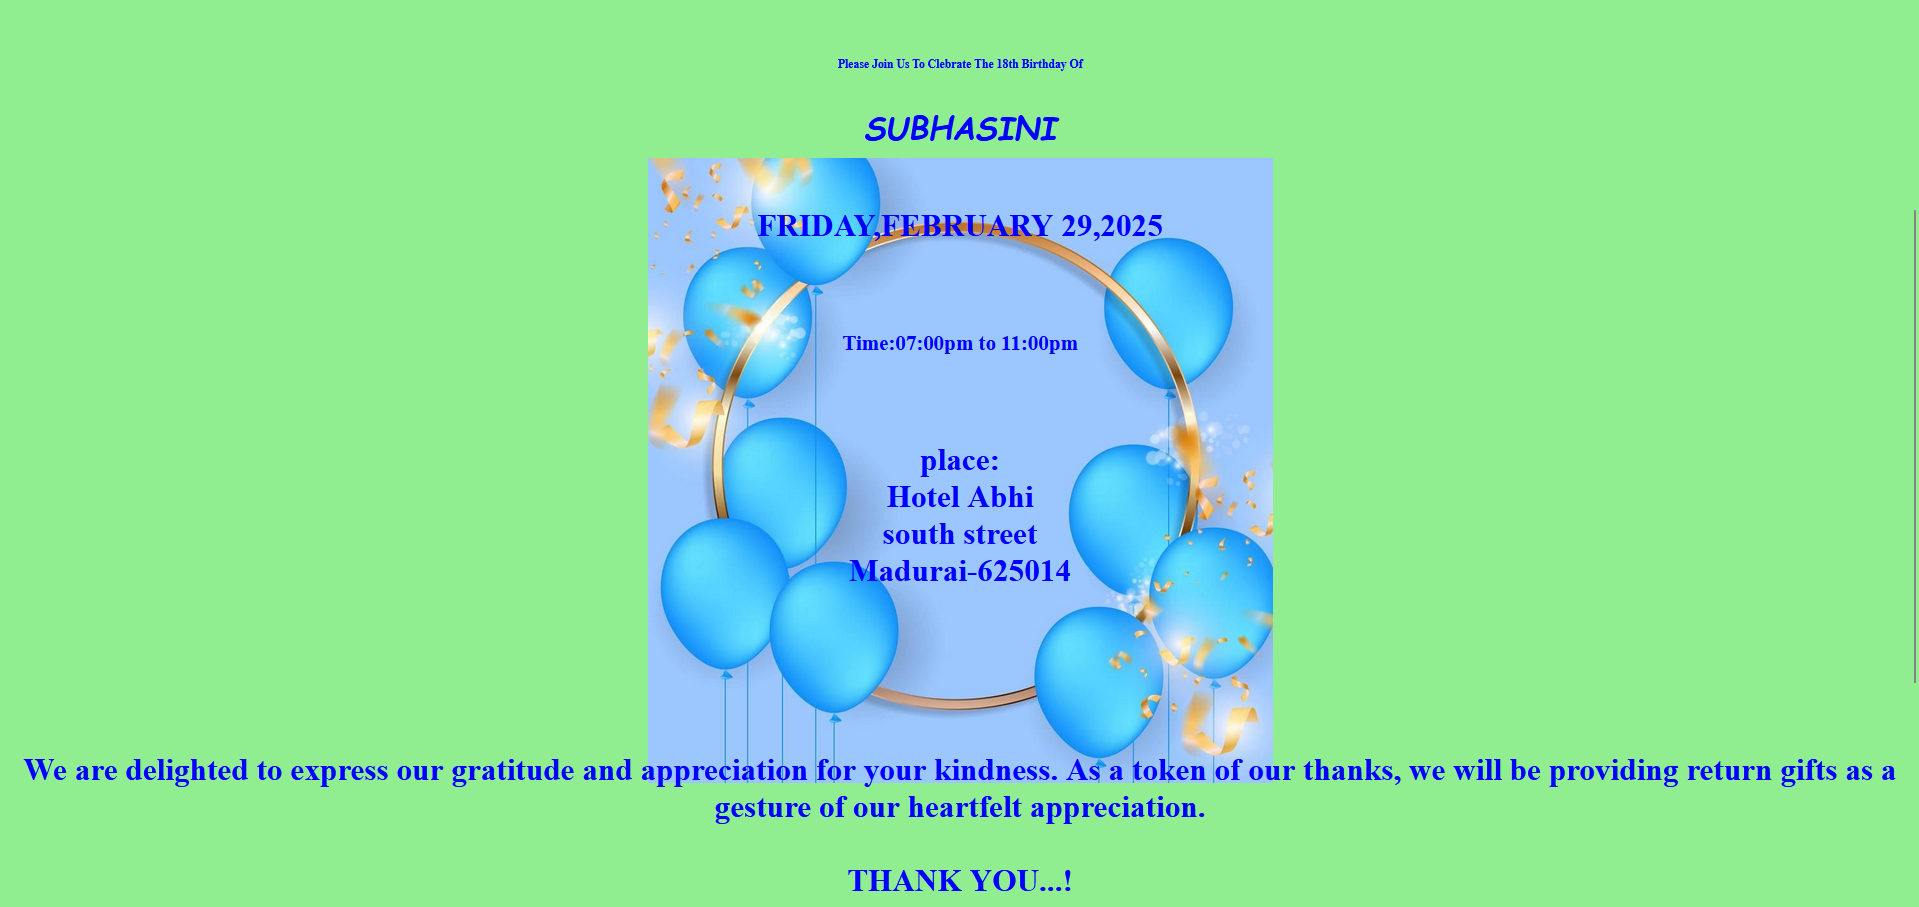 Please Join Us To Clebrate The 18th Birthday Of
SUBHASINI
FRIDAY,FEBRUARY 29,2025
Time:07:00pm to 11:00pm
place:
Hotel Abhi
south street
Madurai-625014
We are delighted to express our gratitude and appreciation for your kindness. As a token of our thanks, we will be providing return gifts as a
gesture of our heartfelt appreciation.
THANK YOU...!